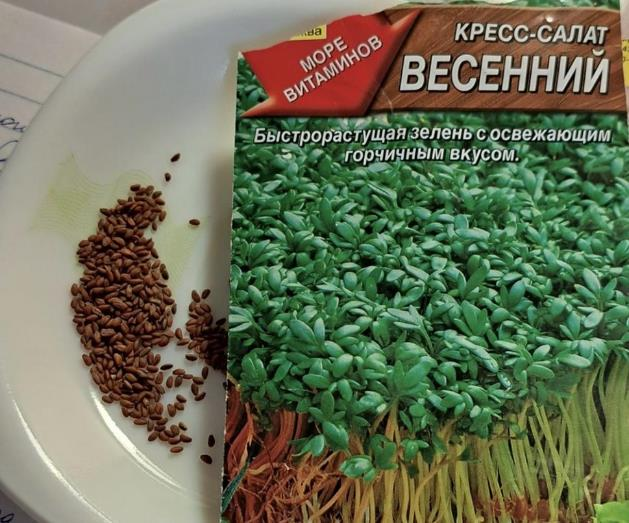 МОРЕ
ВИТАМИНОВ
КРЕСС-САЛАТ
ВЕСЕННИЙ
Быстрорастущая зелень с освежающим
горчичным вкусом.